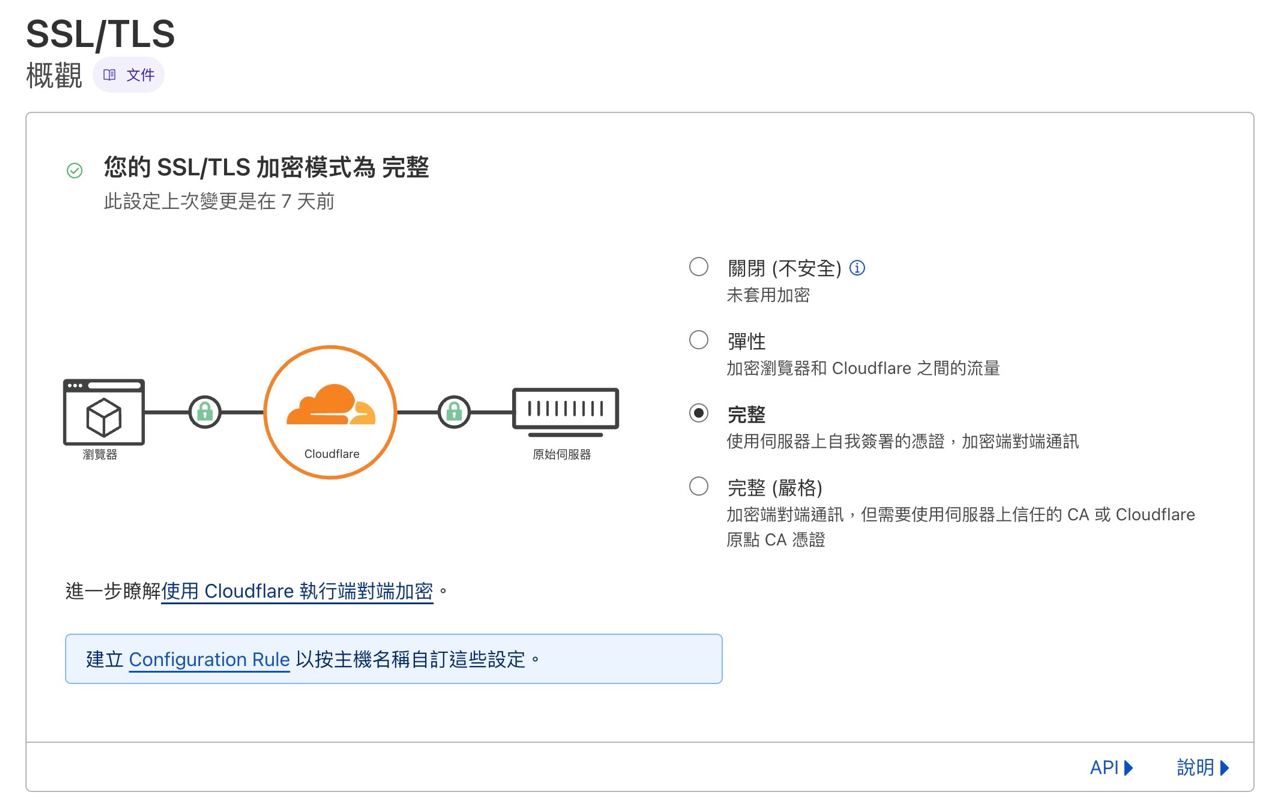 SSL/TLS
概觀
文件
您的 SSL/TLS 加密模式為 完整
此設定上次變更是在 7 天前
瀏覽器
Cloudflare
原始伺服器
關閉 (不安全)
未套用加密
彈性
加密瀏覽器和 Cloudflare 之間的流量
完整
使用伺服器上自我簽署的憑證，加密端對端通訊
完整 (嚴格)
加密端對端通訊，但需要使用伺服器上信任的 CA 或 Cloudflare
原點 CA 憑證
進一步瞭解使用 Cloudflare 執行端對端加密。
建立 Configuration Rule 以按主機名稱自訂這些設定。
API
說明